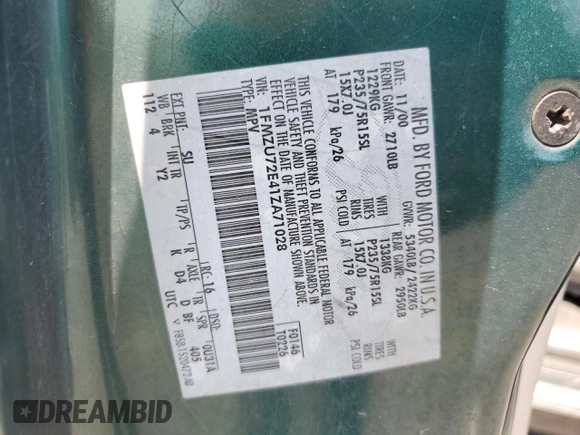 MFD. BY FORD MOTOR CO. IN U.S.A.
DATE: 11/00 GVWR: 5340LB/ 2422KG
FRONT GAWR: 2710LB REAR GAWR: 2950LB
1229KG WITH 1338KG WITH
P235/75R15SL TIRES P235/75R15SL TIRES
15X7.0J RIMS 15X7.0J RIMS
AT 179 kPa/26 PSI COLD AT 179 kPa/26 PSI COLD
THIS VEHICLE CONFORMS TO ALL APPLICABLE FEDERAL MOTOR
VEHICLE SAFETY AND THEFT PREVENTION STANDARDS IN
EFFECT ON THE DATE OF MANUFACTURE SHOWN ABOVE.
VIN: 1FMZU72E41ZA71028 F0146
TYPE: MPV T0226
EXT PNT: SU RC: 16 DSO: 0U31A
WB BRK INT TR TP/PS R AXLE TR SPR
112 4 Y2 K D4 D BF 405
UTC
DREAMBID